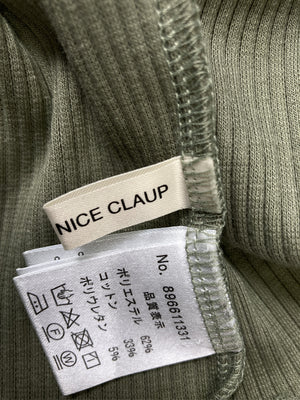 NICE CLAUP
No. 896611331
品質表示
ポリエステル 62%
コットン 33%
ポリウレタン 5%